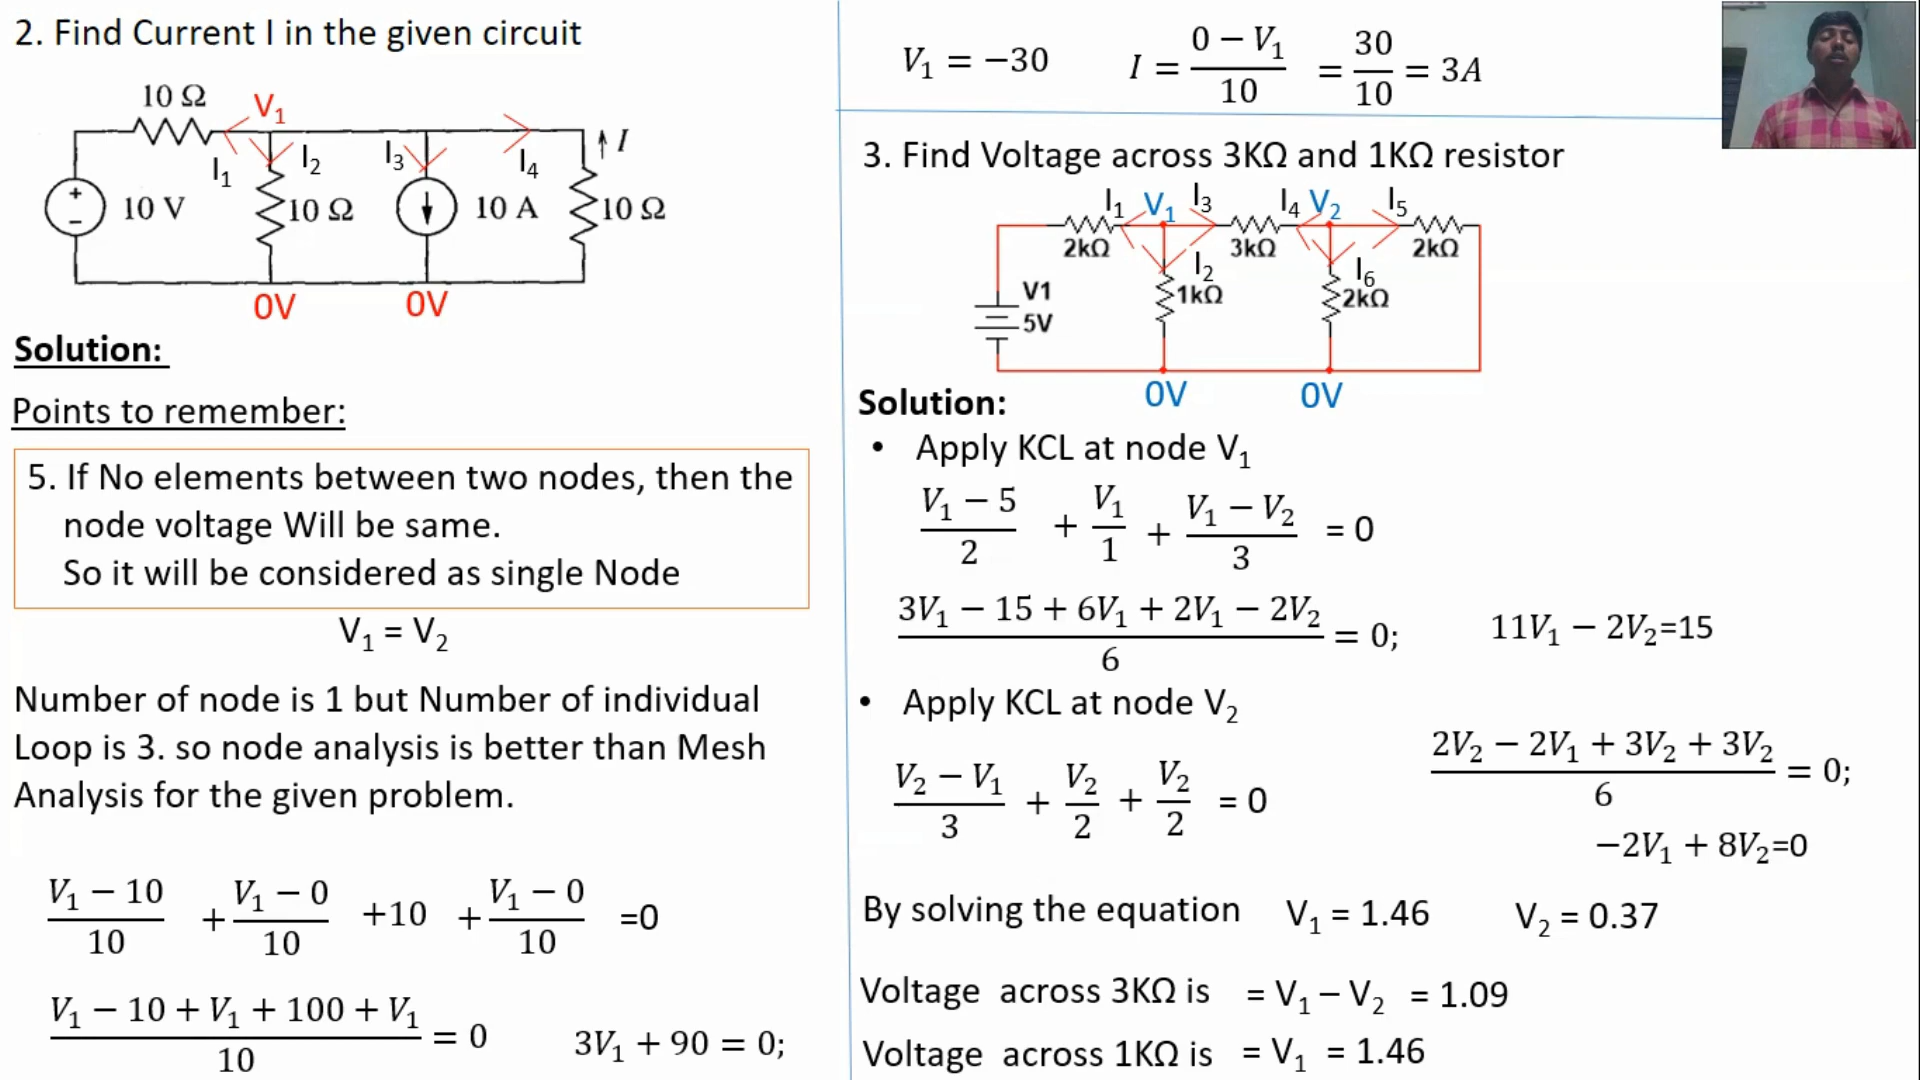 2. Find Current I in the given circuit
10 Ω
V₁
I₁
I₂
I₃
I₄
I
10 V
10 Ω
10 A
10 Ω
0V
0V
Solution:
Points to remember:
5. If No elements between two nodes, then the
node voltage Will be same.
So it will be considered as single Node
V₁ = V₂
Number of node is 1 but Number of individual
Loop is 3. so node analysis is better than Mesh
Analysis for the given problem.
(V₁ − 10)/10 + (V₁ − 0)/10 +10 + (V₁ − 0)/10 =0
(V₁ − 10 + V₁ + 100 + V₁)/10 = 0
3V₁ + 90 = 0;
V₁ = −30
I = (0 − V₁)/10 = 30/10 = 3A
3. Find Voltage across 3KΩ and 1KΩ resistor
I₁ V₁ I₃ I₄ V₂ I₅
2kΩ 3kΩ 2kΩ
I₂ I₆
V1 1kΩ 2kΩ
5V
0V 0V
Solution:
• Apply KCL at node V₁
(V₁ − 5)/2 + V₁/1 + (V₁ − V₂)/3 = 0
(3V₁ − 15 + 6V₁ + 2V₁ − 2V₂)/6 = 0;
11V₁ − 2V₂=15
• Apply KCL at node V₂
(V₂ − V₁)/3 + V₂/2 + V₂/2 = 0
(2V₂ − 2V₁ + 3V₂ + 3V₂)/6 = 0;
−2V₁ + 8V₂=0
By solving the equation V₁ = 1.46 V₂ = 0.37
Voltage across 3KΩ is = V₁ − V₂ = 1.09
Voltage across 1KΩ is = V₁ = 1.46